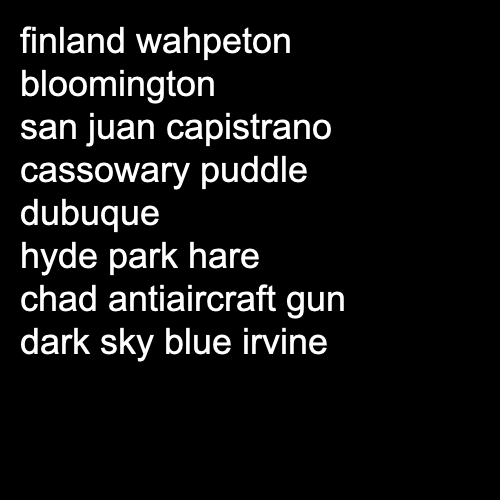 finland wahpeton
bloomington
san juan capistrano
cassowary puddle
dubuque
hyde park hare
chad antiaircraft gun
dark sky blue irvine